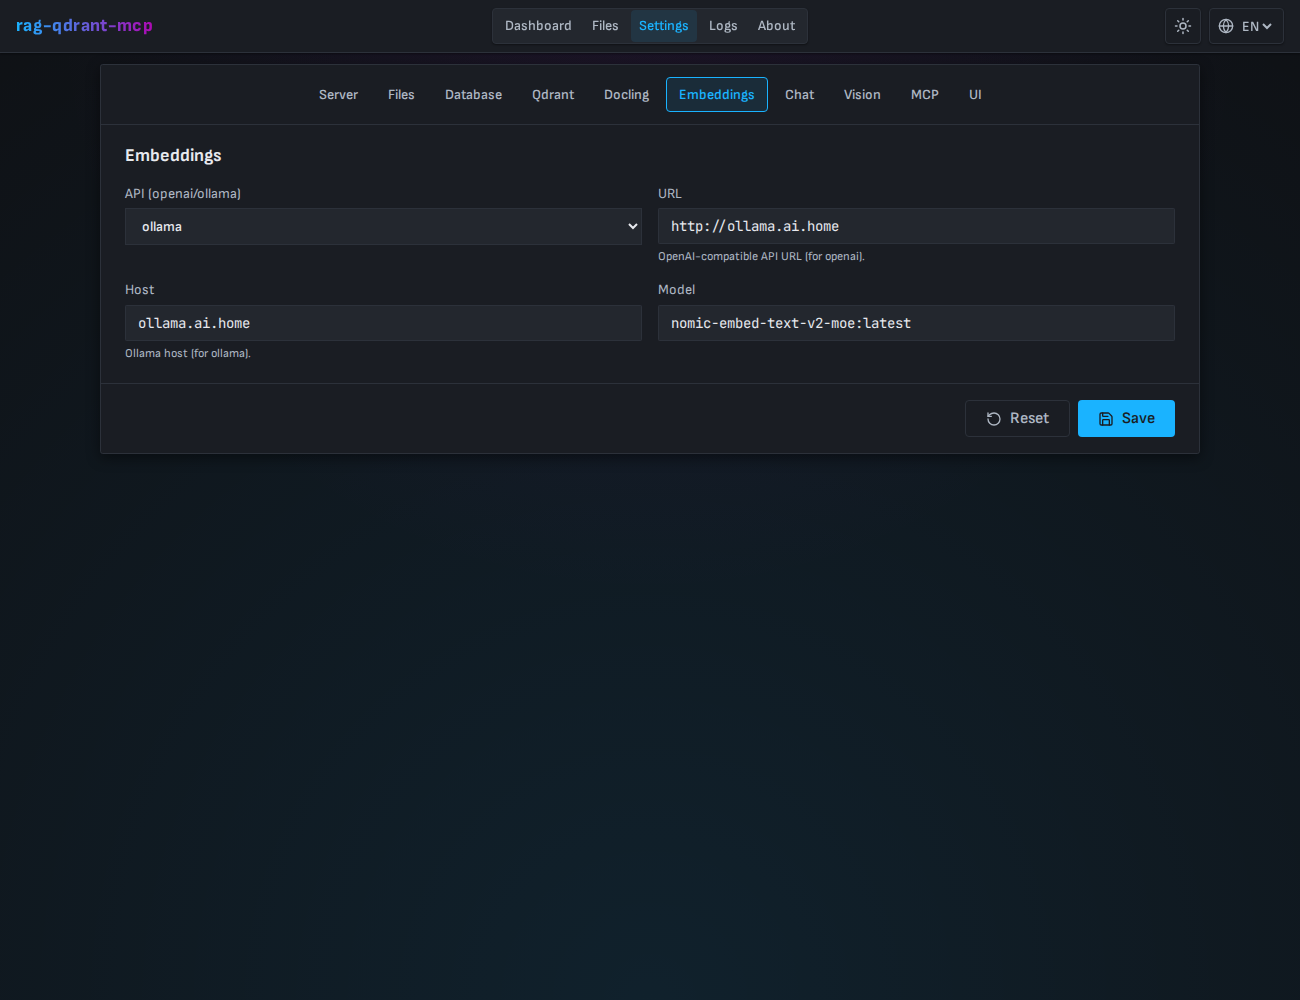 rag-qdrant-mcp
Dashboard Files Settings Logs About
EN
Server Files Database Qdrant Docling Embeddings Chat Vision MCP UI
Embeddings
API (openai/ollama) URL
ollama http://ollama.ai.home
OpenAI-compatible API URL (for openai).
Host Model
ollama.ai.home nomic-embed-text-v2-moe:latest
Ollama host (for ollama).
Reset Save